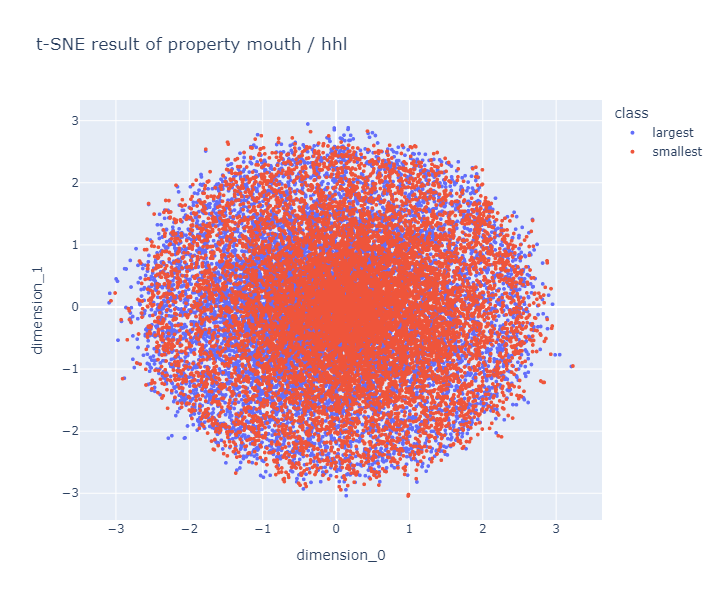 t-SNE result of property mouth / hhl
class
largest
smallest
dimension_1
3
2
1
0
−1
−2
−3
−3
−2
−1
0
1
2
3
dimension_0